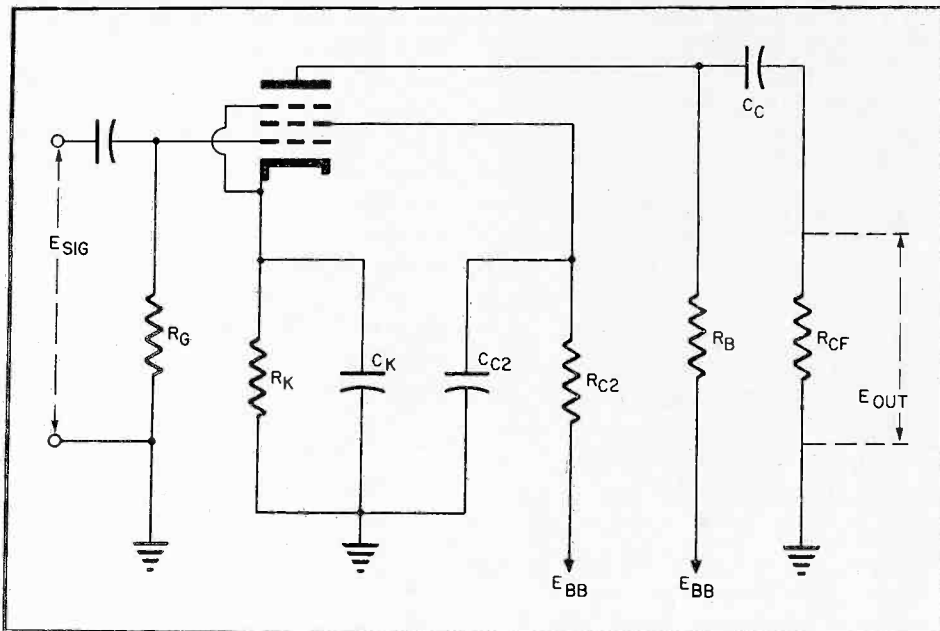 C_C
E_SIG
R_G
R_K
C_K
C_C2
R_C2
R_B
R_CF
E_OUT
E_BB
E_BB